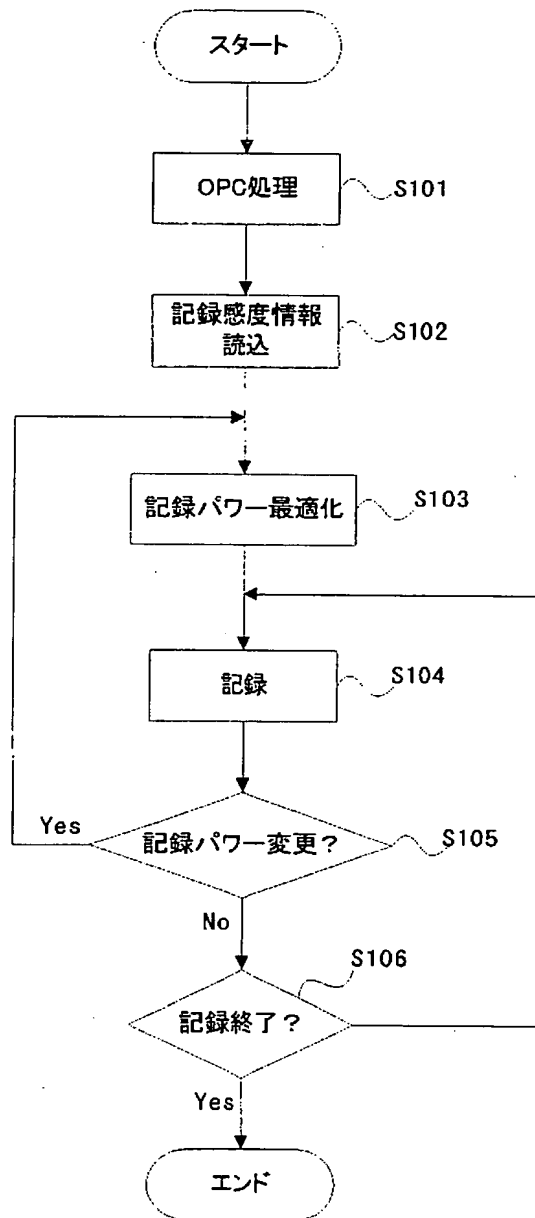 スタート
OPC処理
S101
記録感度情報
読込
S102
記録パワー最適化
S103
記録
S104
Yes
記録パワー変更？
S105
No
S106
記録終了？
Yes
エンド